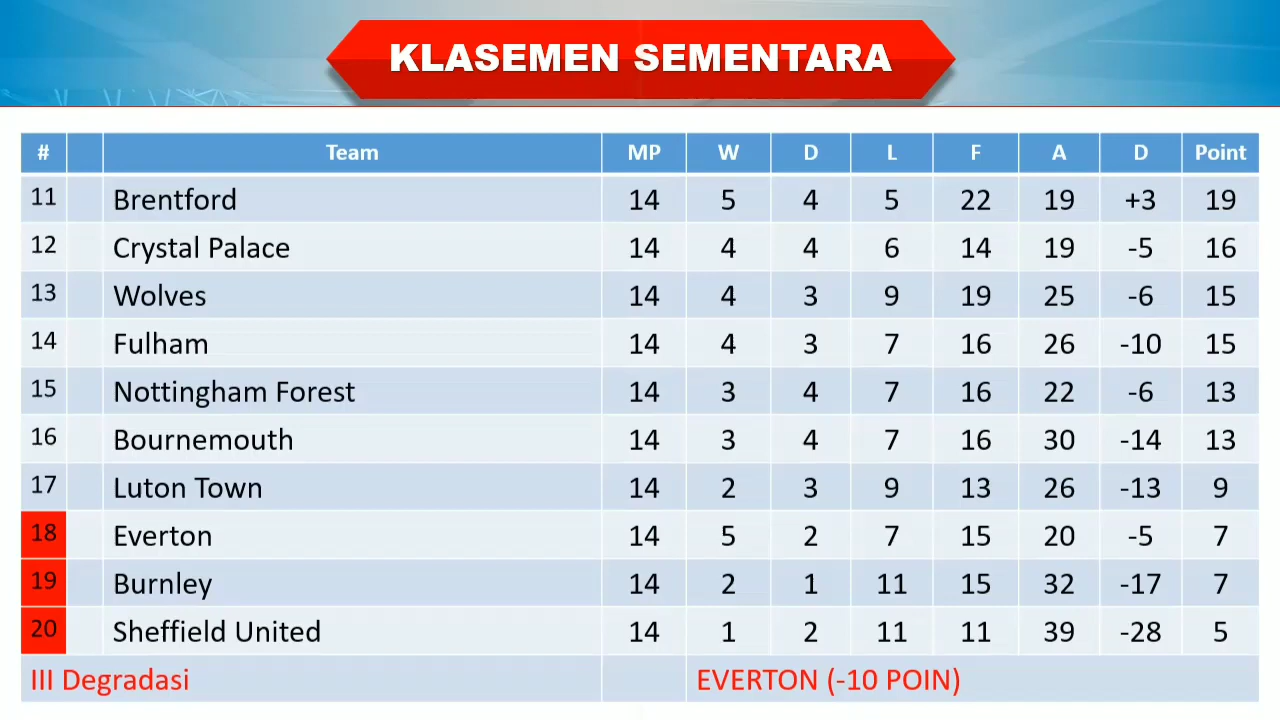 KLASEMEN SEMENTARA
# Team MP W D L F A D Point
11 Brentford 14 5 4 5 22 19 +3 19
12 Crystal Palace 14 4 4 6 14 19 -5 16
13 Wolves 14 4 3 9 19 25 -6 15
14 Fulham 14 4 3 7 16 26 -10 15
15 Nottingham Forest 14 3 4 7 16 22 -6 13
16 Bournemouth 14 3 4 7 16 30 -14 13
17 Luton Town 14 2 3 9 13 26 -13 9
18 Everton 14 5 2 7 15 20 -5 7
19 Burnley 14 2 1 11 15 32 -17 7
20 Sheffield United 14 1 2 11 11 39 -28 5
III Degradasi EVERTON (-10 POIN)